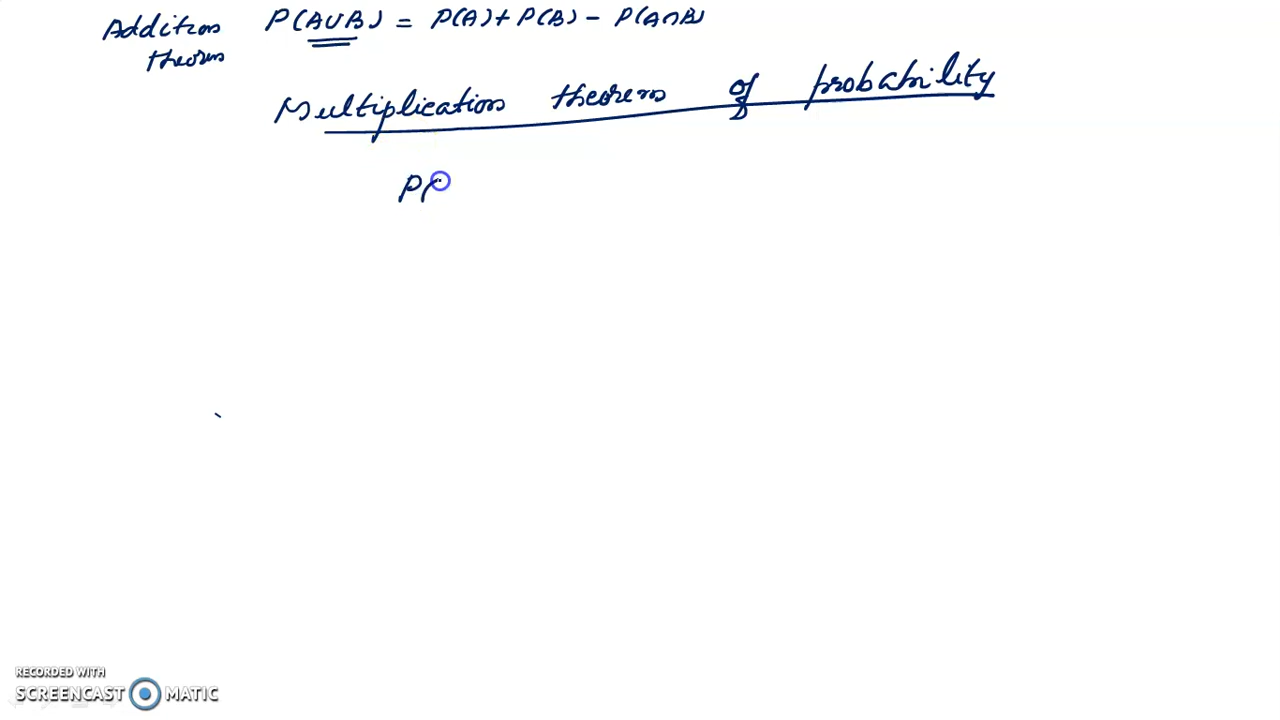 Addition P(A∪B) = P(A) + P(B) - P(A∩B)
theorem
Multiplication theorem of probability
P(
RECORDED WITH
SCREENCAST MATIC